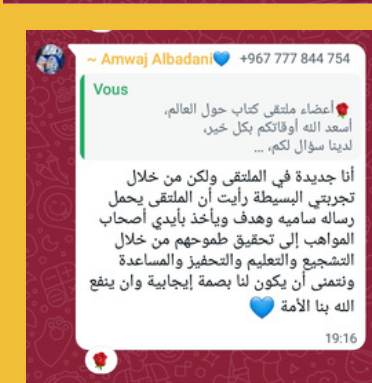 ~ Amwaj Albadani💙 +967 777 844 754
Vous
🌹أعضاء ملتقى كتاب حول العالم،
أسعد الله أوقاتكم بكل خير،
لدينا سؤال لكم، ...
أنا جديدة في الملتقى ولكن من خلال
تجربتي البسيطة رأيت أن الملتقى يحمل
رساله ساميه وهدف ويأخذ بأيدي أصحاب
المواهب إلى تحقيق طموحهم من خلال
التشجيع والتعليم والتحفيز والمساعدة
ونتمنى أن يكون لنا بصمة إيجابية وان ينفع
الله بنا الأمة 💙
19:16
🌹